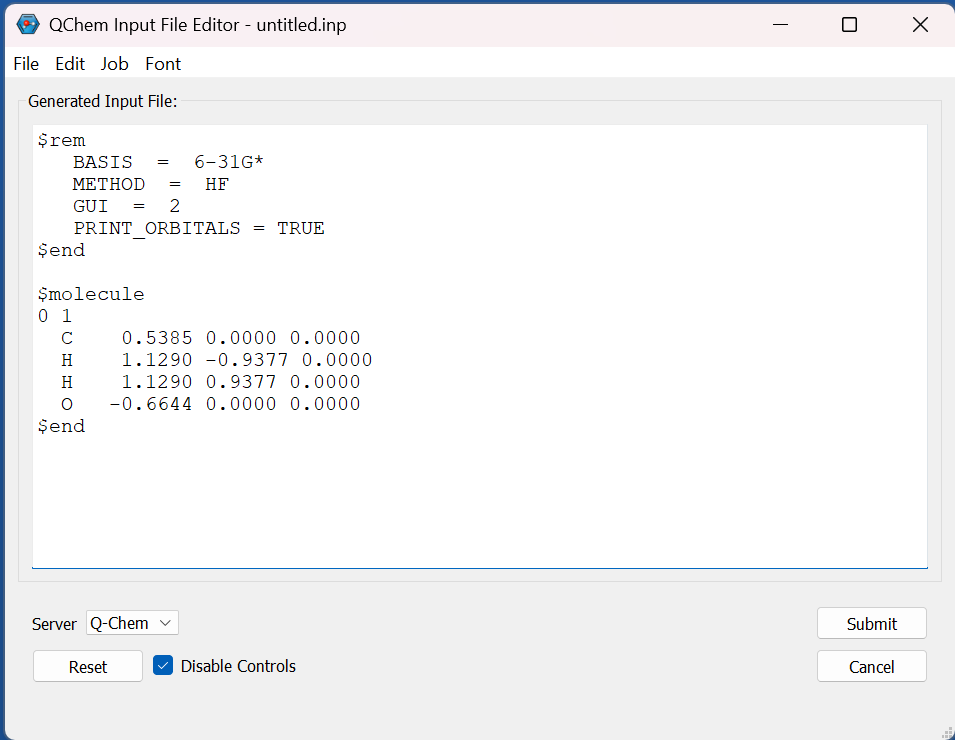 QChem Input File Editor - untitled.inp
File Edit Job Font
Generated Input File:
$rem
BASIS = 6-31G*
METHOD = HF
GUI = 2
PRINT_ORBITALS = TRUE
$end
$molecule
0 1
C 0.5385 0.0000 0.0000
H 1.1290 -0.9377 0.0000
H 1.1290 0.9377 0.0000
O -0.6644 0.0000 0.0000
$end
Server Q-Chem Submit
Reset Disable Controls Cancel